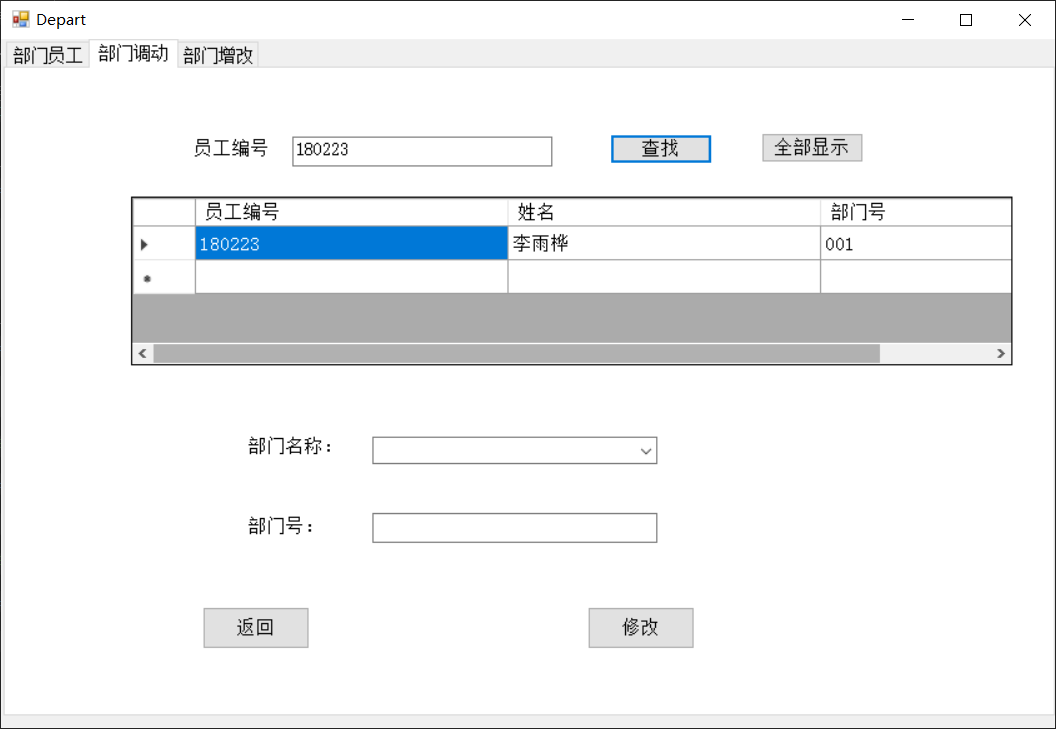 Depart
部门员工 部门调动 部门增改
员工编号 180223 查找 全部显示
员工编号 姓名 部门号
180223 李雨桦 001
部门名称：
部门号：
返回 修改